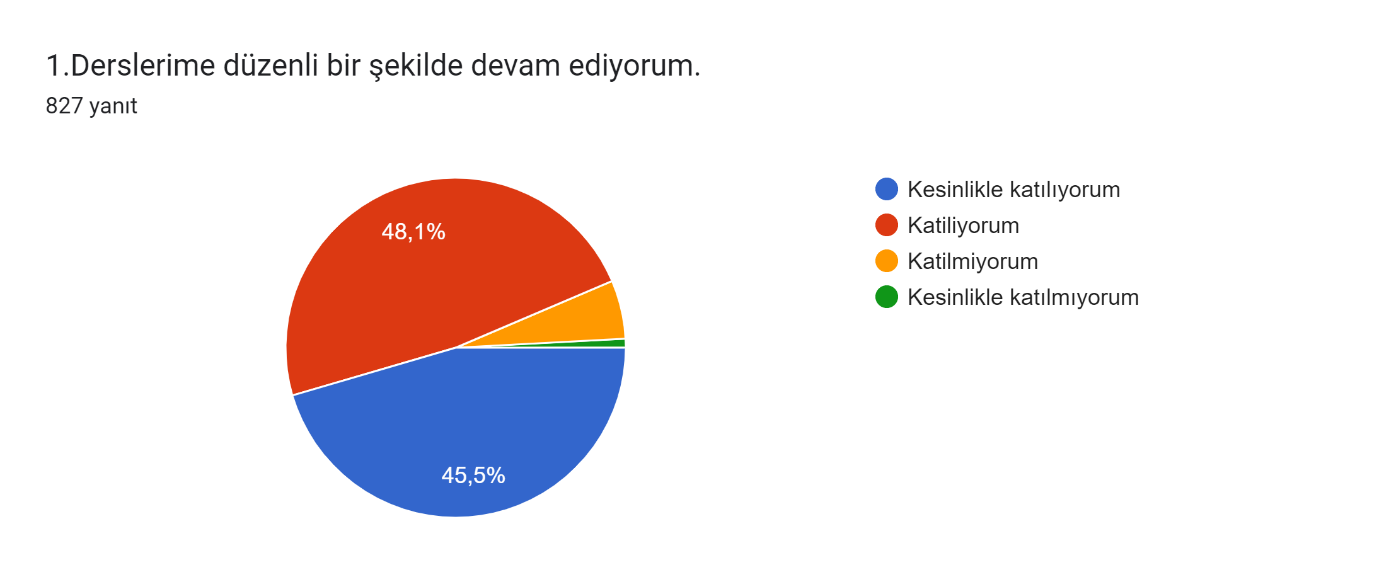 1.Derslerime düzenli bir şekilde devam ediyorum.
827 yanıt
Kesinlikle katılıyorum
Katiliyorum
Katilmiyorum
Kesinlikle katılmıyorum
48,1%
45,5%